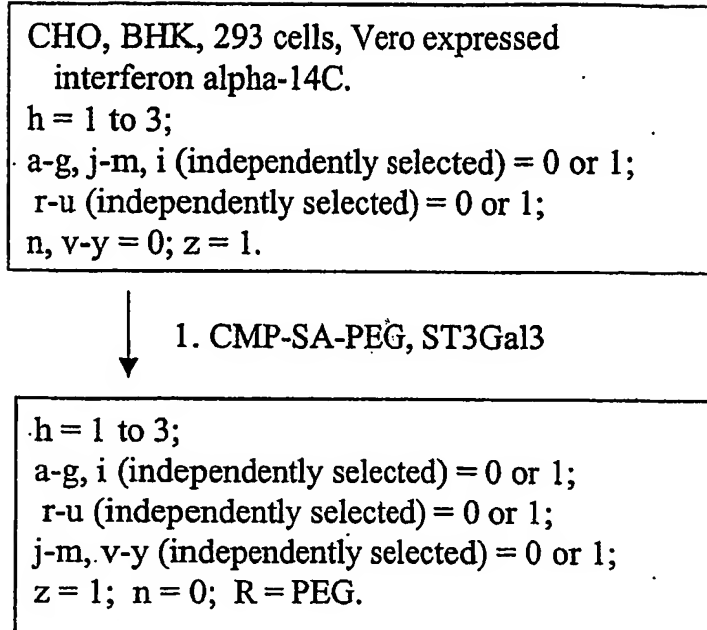 CHO, BHK, 293 cells, Vero expressed
interferon alpha-14C.
h = 1 to 3;
a-g, j-m, i (independently selected) = 0 or 1;
r-u (independently selected) = 0 or 1;
n, v-y = 0; z = 1.
1. CMP-SA-PEG, ST3Gal3
h = 1 to 3;
a-g, i (independently selected) = 0 or 1;
r-u (independently selected) = 0 or 1;
j-m, v-y (independently selected) = 0 or 1;
z = 1; n = 0; R = PEG.